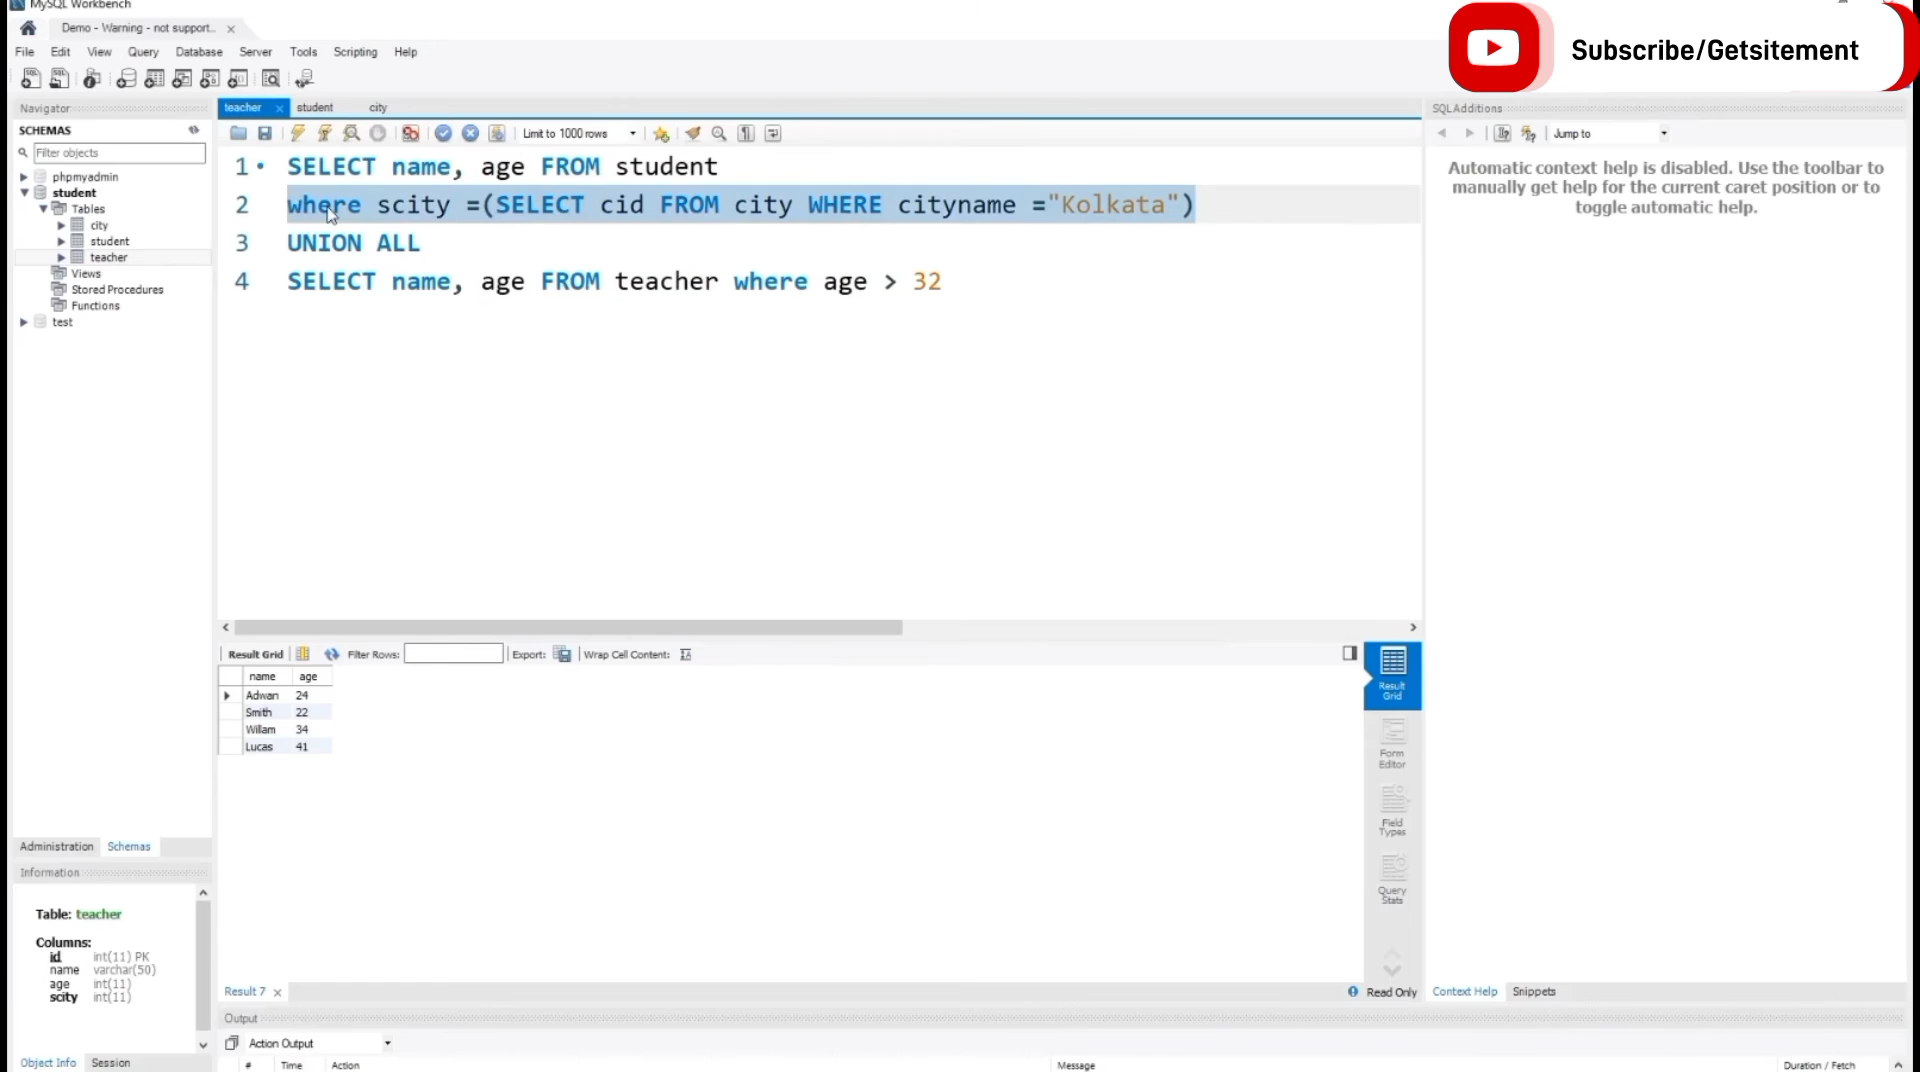 MySQL Workbench
Demo - Warning - not support... x
File Edit View Query Database Server Tools Scripting Help
Subscribe/Getsitement
Navigator
SCHEMAS
Filter objects
phpmyadmin
student
Tables
city
student
teacher
Views
Stored Procedures
Functions
test
teacher x student city
Limit to 1000 rows
1 SELECT name, age FROM student
2 where scity =(SELECT cid FROM city WHERE cityname ="Kolkata")
3 UNION ALL
4 SELECT name, age FROM teacher where age > 32
SQLAdditions
Jump to
Automatic context help is disabled. Use the toolbar to
manually get help for the current caret position or to
toggle automatic help.
Result Grid Filter Rows: Export: Wrap Cell Content:
name age
Adwan 24
Smith 22
Willam 34
Lucas 41
Result
Grid
Form
Editor
Field
Types
Query
Stats
Administration Schemas
Information
Table: teacher
Columns:
id int(11) PK
name varchar(50)
age int(11)
scity int(11)
Object Info Session
Result 7 x
Read Only
Context Help Snippets
Output
Action Output
# Time Action Message Duration / Fetch